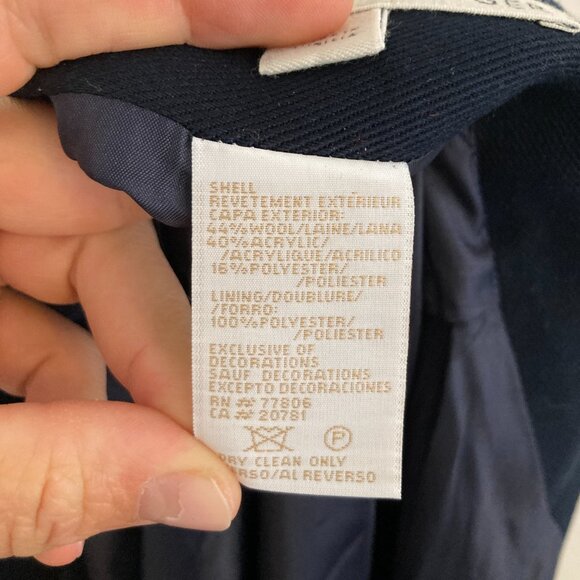 SHELL
REVETEMENT EXTÉRIEUR
CAPA EXTERIOR:
44%WOOL/LAINE/LANA
40%ACRYLIC/
/ACRYLIQUE/ACRILICO
16%POLYESTER/
/POLIESTER
LINING/DOUBLURE/
/FORRO:
100%POLYESTER/
/POLIESTER
EXCLUSIVE OF
DECORATIONS
SAUF DECORATIONS
EXCEPTO DECORACIONES
RN # 77806
CA # 20781
P
DRY CLEAN ONLY
/AL REVERSO